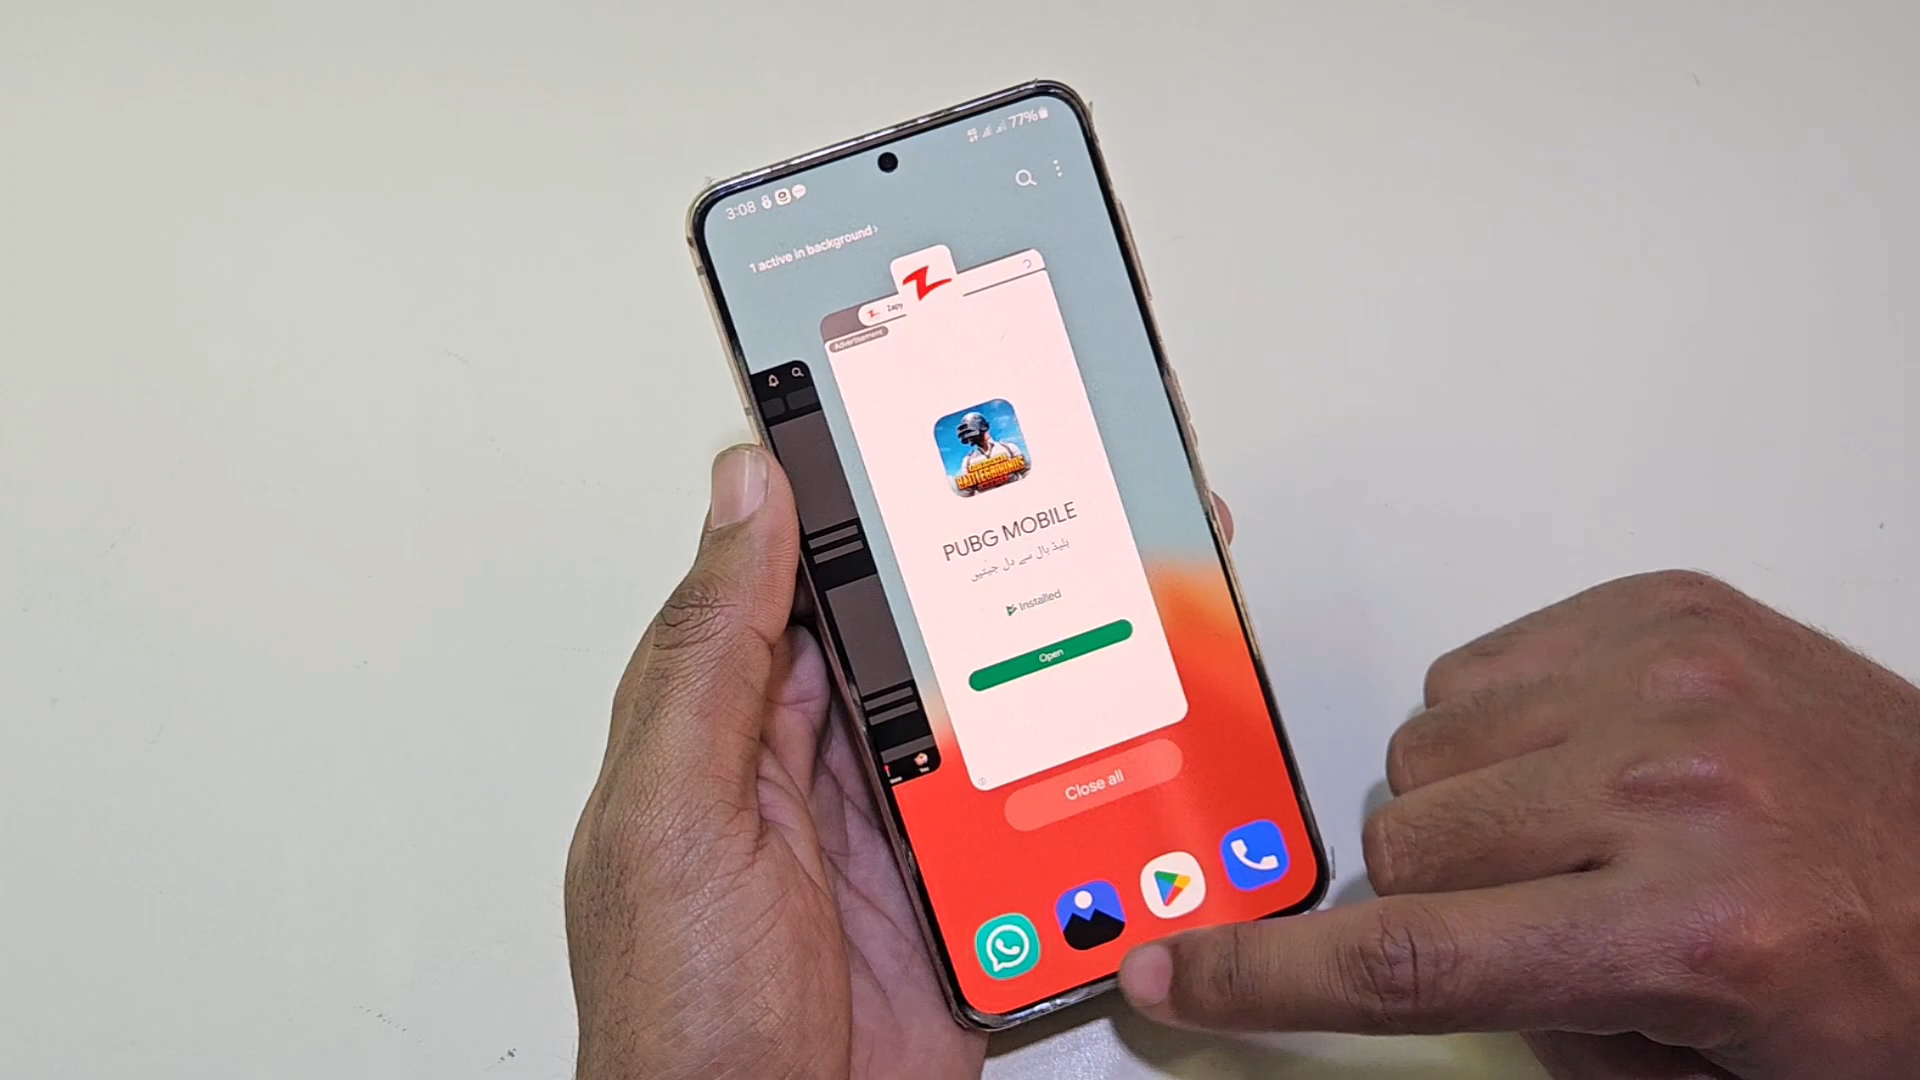 77%
3:08
1 active in background ›
Zapy
Advertisement
BATTLEGROUNDS
PUBG MOBILE
بلیڈ بال سے دل جیتیں
Installed
Open
Close all